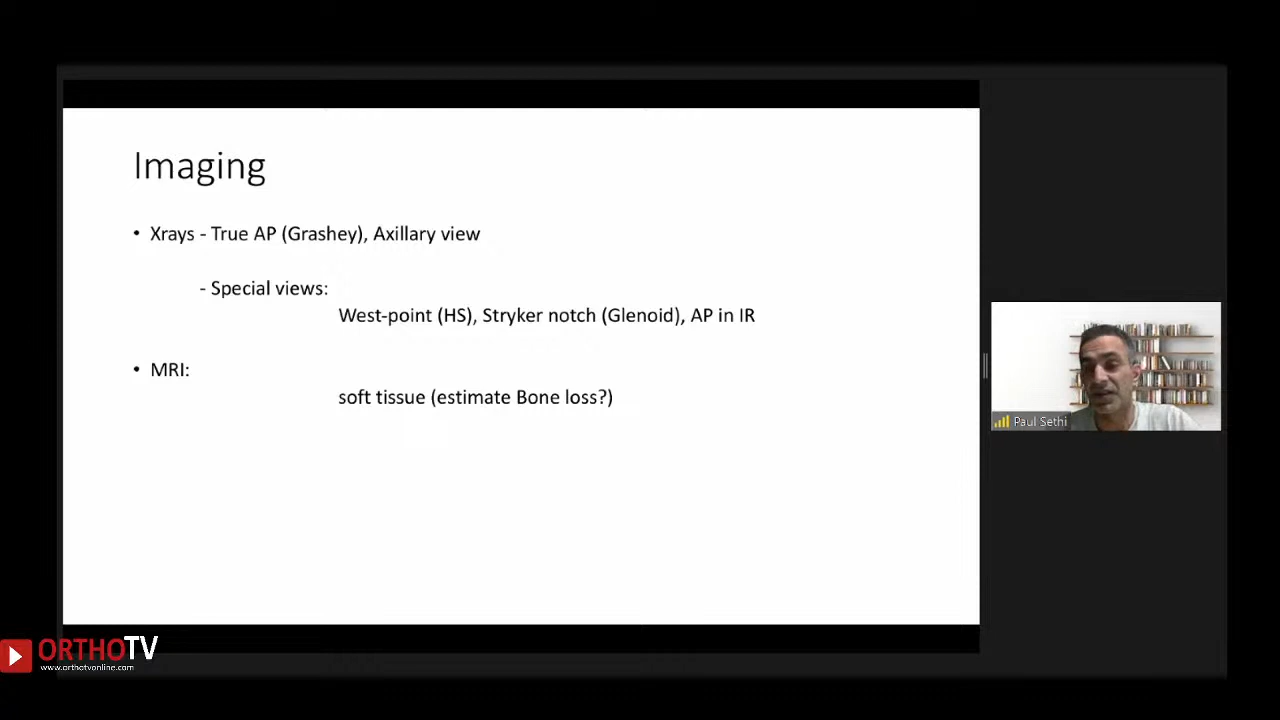 Imaging
• Xrays - True AP (Grashey), Axillary view
- Special views:
West-point (HS), Stryker notch (Glenoid), AP in IR
• MRI:
soft tissue (estimate Bone loss?)
Paul Sethi
ORTHOTV
www.orthotvonline.com